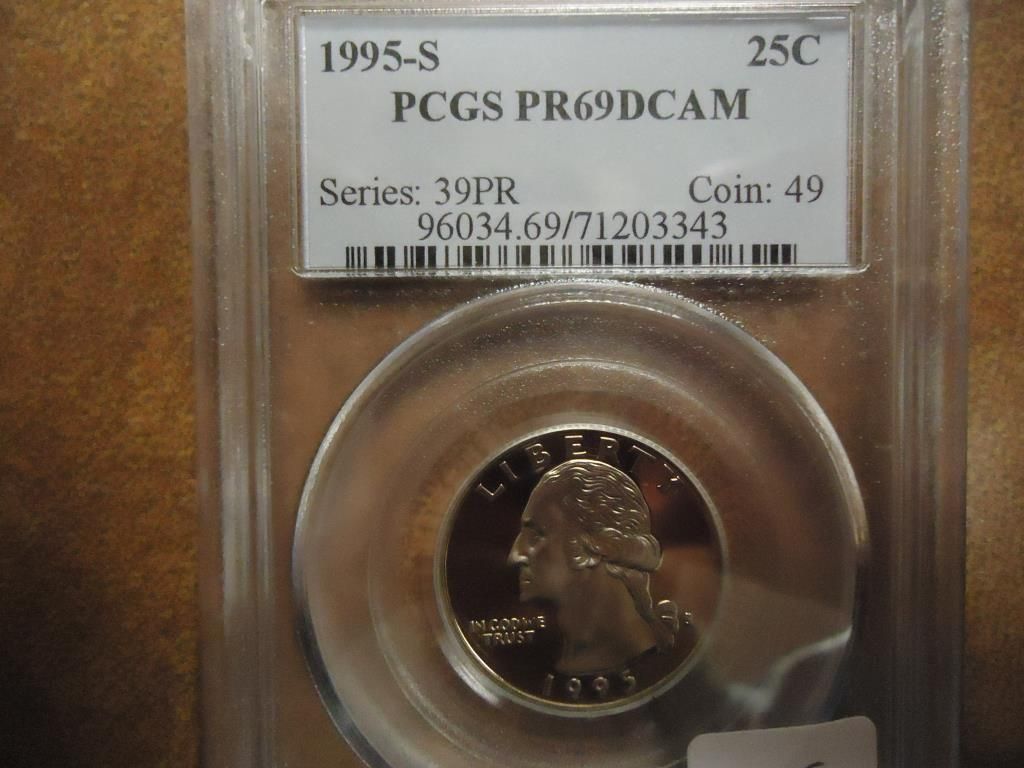 1995-S 25C
PCGS PR69DCAM
Series: 39PR Coin: 49
96034.69/71203343
LIBERTY
IN GOD WE
TRUST
1995